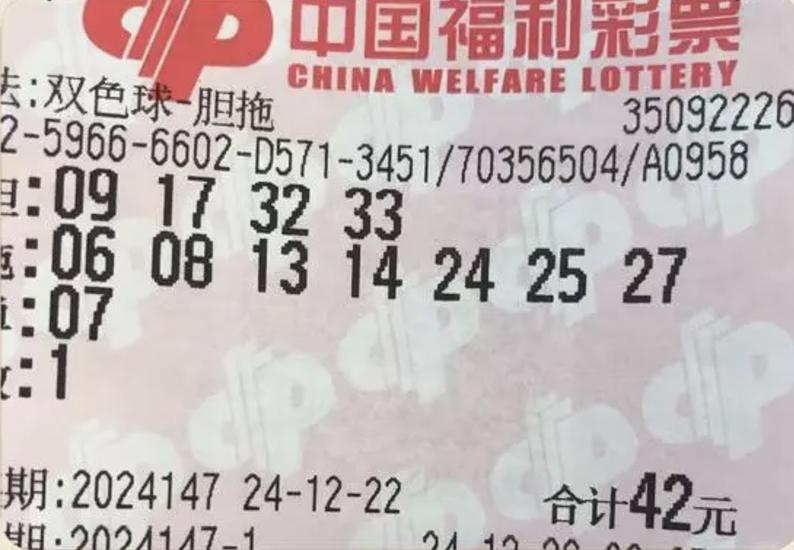 中国福利彩票
CHINA WELFARE LOTTERY
法:双色球-胆拖 35092226
2-5966-6602-D571-3451/70356504/A0958
胆:09 17 32 33
拖:06 08 13 14 24 25 27
:07
:1
期:2024147 24-12-22 合计42元
期:2024147-1